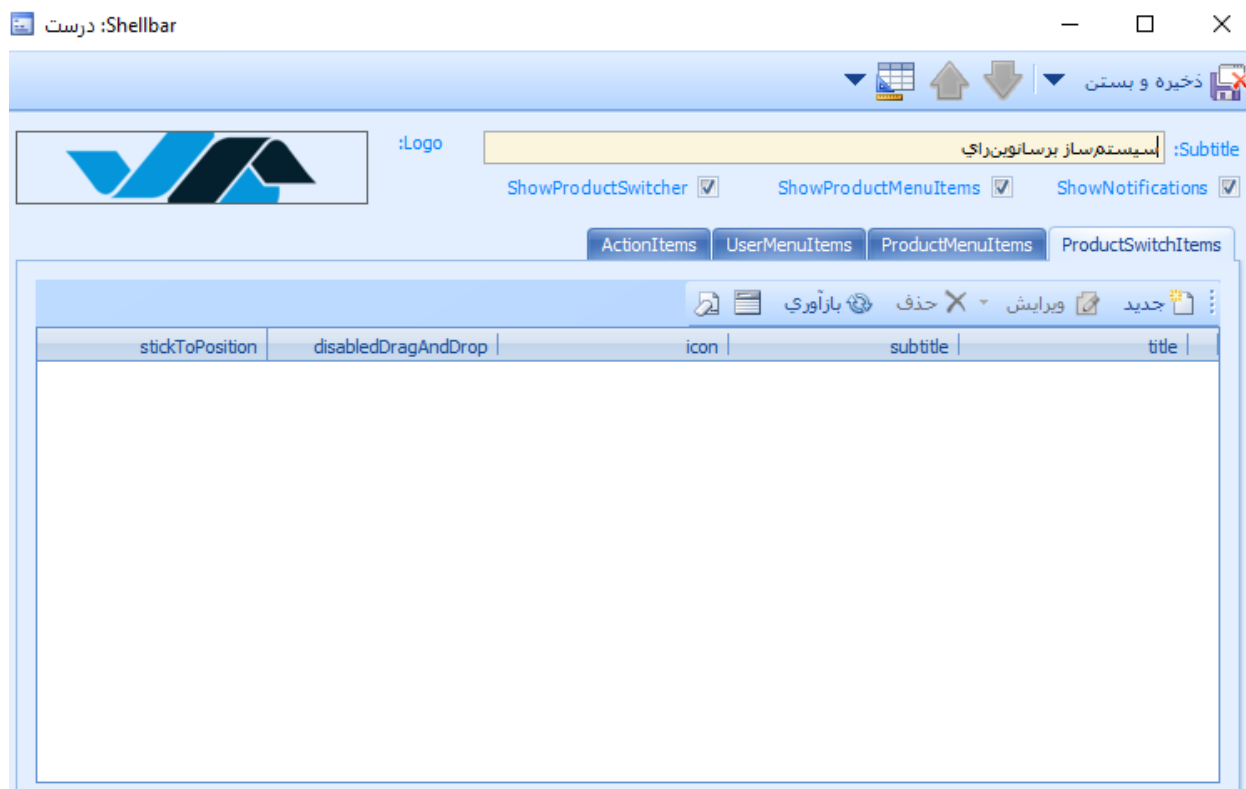 Shellbar: درست
ذخیره و بستن
Subtitle: سیستم‌ساز برسانوین‌راي
Logo:
ShowNotifications ShowProductMenuItems ShowProductSwitcher
ProductSwitchItems ProductMenuItems UserMenuItems ActionItems
جدید ویرایش حذف بازآوري
title subtitle icon disabledDragAndDrop stickToPosition